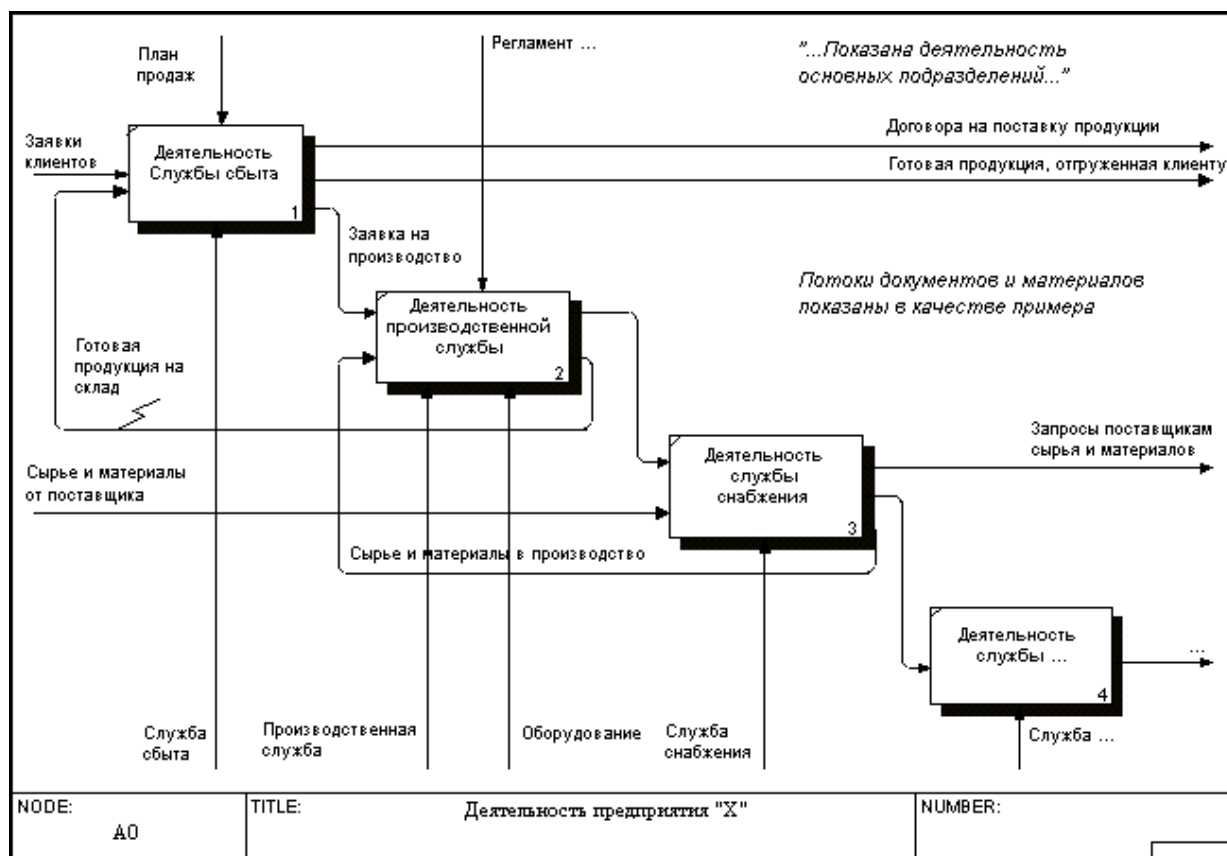 План
продаж
Регламент ...
"...Показана деятельность
основных подразделений..."
Заявки
клиентов
Деятельность
Службы сбыта
1
Договора на поставку продукции
Готовая продукция, отгруженная клиенту
Заявка на
производство
Деятельность
производственной
службы
2
Потоки документов и материалов
показаны в качестве примера
Готовая
продукция на
склад
Сырье и материалы
от поставщика
Деятельность
службы
снабжения
3
Запросы поставщикам
сырья и материалов
Сырье и материалы в производство
Деятельность
службы ...
4
...
Служба
сбыта
Производственная
служба
Оборудование
Служба
снабжения
Служба ...
NODE:
A0
TITLE:
Деятельность предприятия "X"
NUMBER: